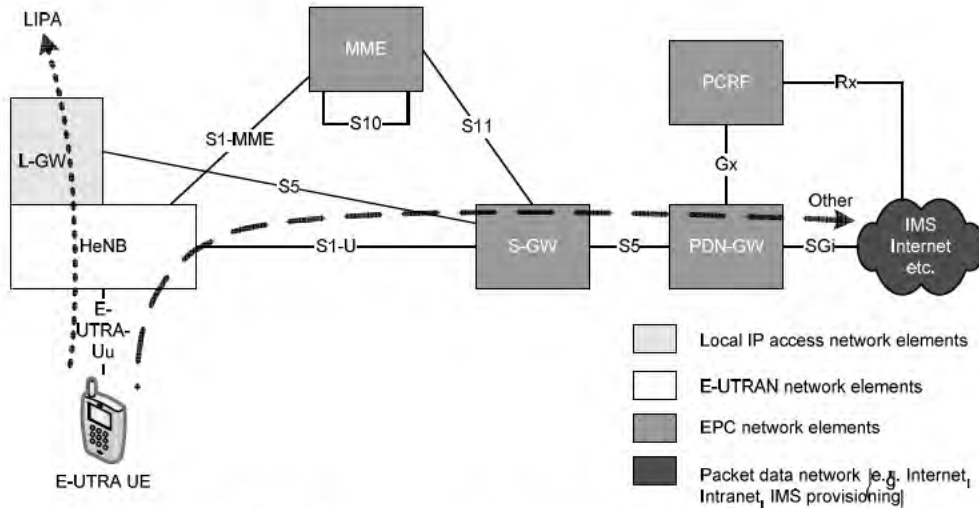 LIPA
MME
PCRF
Rx
S10
S1-MME
S11
L-GW
Gx
S5
Other
HeNB
S1-U
S-GW
S5
PDN-GW
SGi
IMS
Internet
etc.
E-
UTRA-
Uu
E-UTRA UE
Local IP access network elements
E-UTRAN network elements
EPC network elements
Packet data network (e.g. Internet,
Intranet, IMS provisioning)